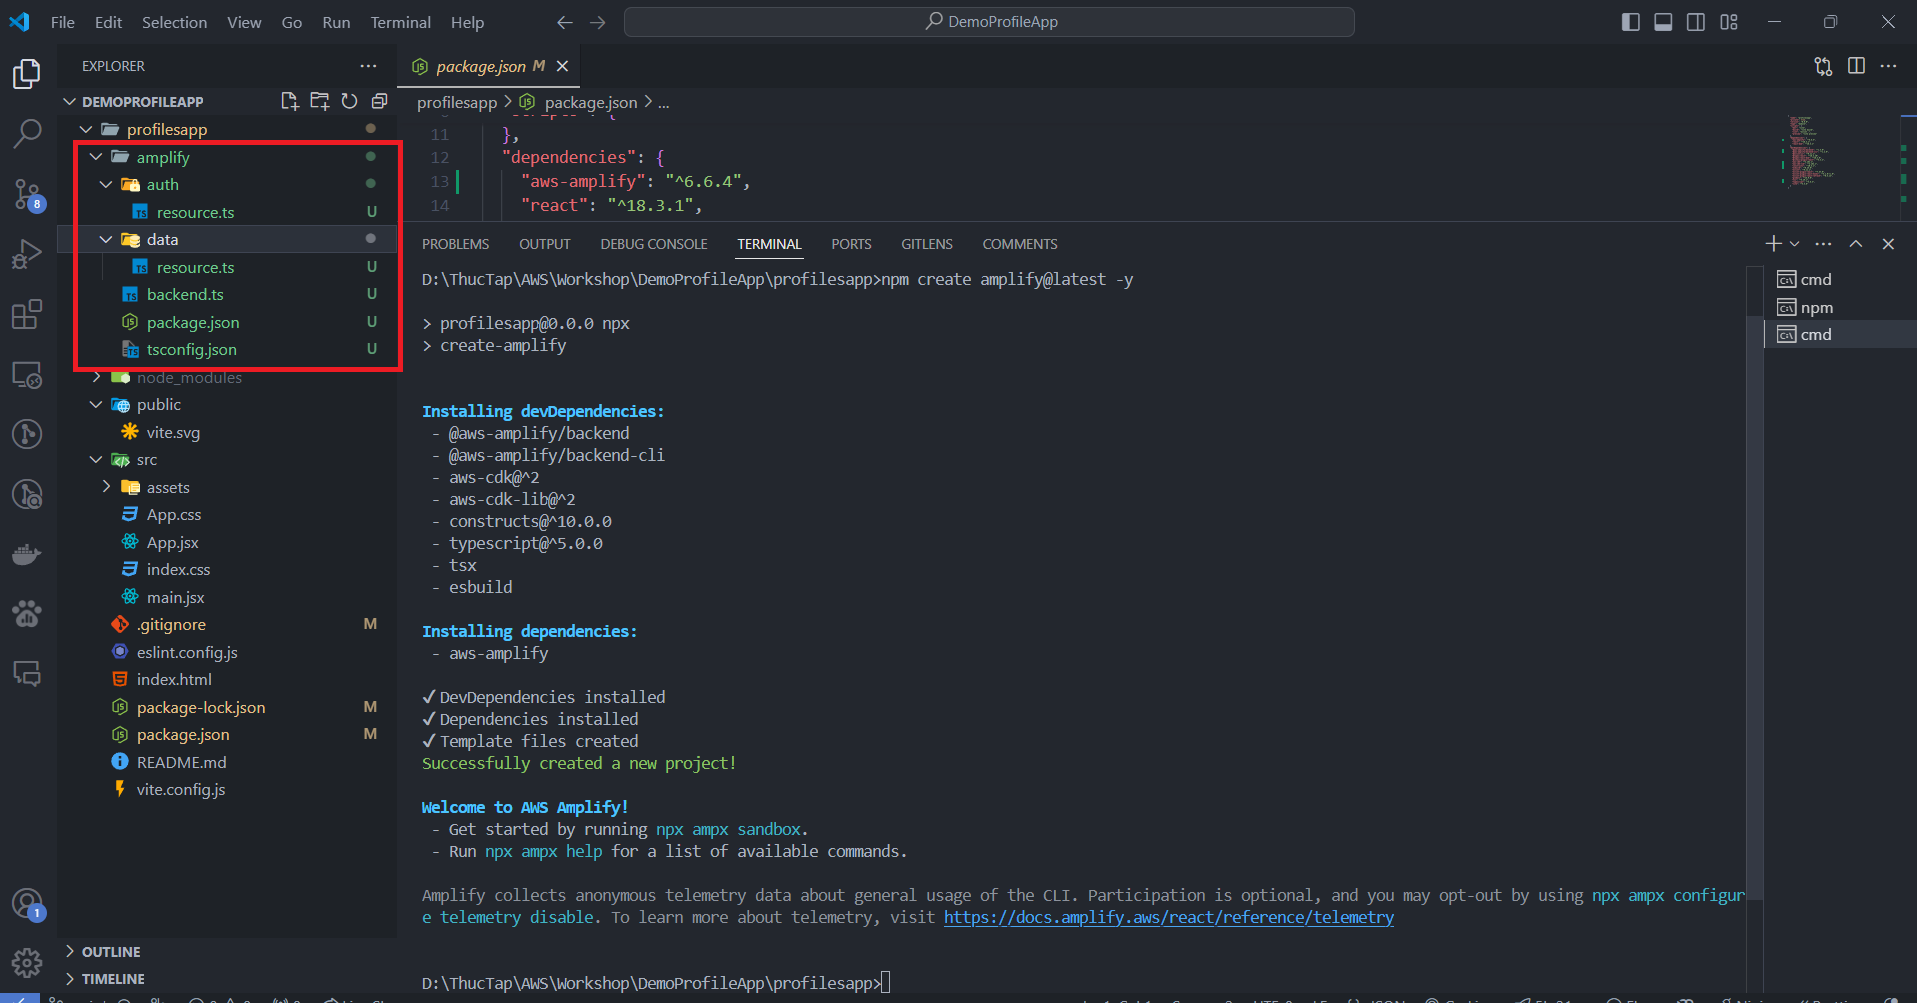 File Edit Selection View Go Run Terminal Help
DemoProfileApp
EXPLORER
DEMOPROFILEAPP
profilesapp
amplify
auth
resource.ts U
data
resource.ts U
backend.ts U
package.json U
tsconfig.json U
node_modules
public
vite.svg
src
assets
App.css
App.jsx
index.css
main.jsx
.gitignore M
eslint.config.js
index.html
package-lock.json M
package.json M
README.md
vite.config.js
OUTLINE
TIMELINE
8
1
package.json M
profilesapp > package.json > ...
11 },
12 "dependencies": {
13 "aws-amplify": "^6.6.4",
14 "react": "^18.3.1",
PROBLEMS OUTPUT DEBUG CONSOLE TERMINAL PORTS GITLENS COMMENTS
cmd
npm
cmd
D:\ThucTap\AWS\Workshop\DemoProfileApp\profilesapp>npm create amplify@latest -y
> profilesapp@0.0.0 npx
> create-amplify
Installing devDependencies:
- @aws-amplify/backend
- @aws-amplify/backend-cli
- aws-cdk@^2
- aws-cdk-lib@^2
- constructs@^10.0.0
- typescript@^5.0.0
- tsx
- esbuild
Installing dependencies:
- aws-amplify
✔ DevDependencies installed
✔ Dependencies installed
✔ Template files created
Successfully created a new project!
Welcome to AWS Amplify!
- Get started by running npx ampx sandbox.
- Run npx ampx help for a list of available commands.
Amplify collects anonymous telemetry data about general usage of the CLI. Participation is optional, and you may opt-out by using npx ampx configur
e telemetry disable. To learn more about telemetry, visit https://docs.amplify.aws/react/reference/telemetry
D:\ThucTap\AWS\Workshop\DemoProfileApp\profilesapp>